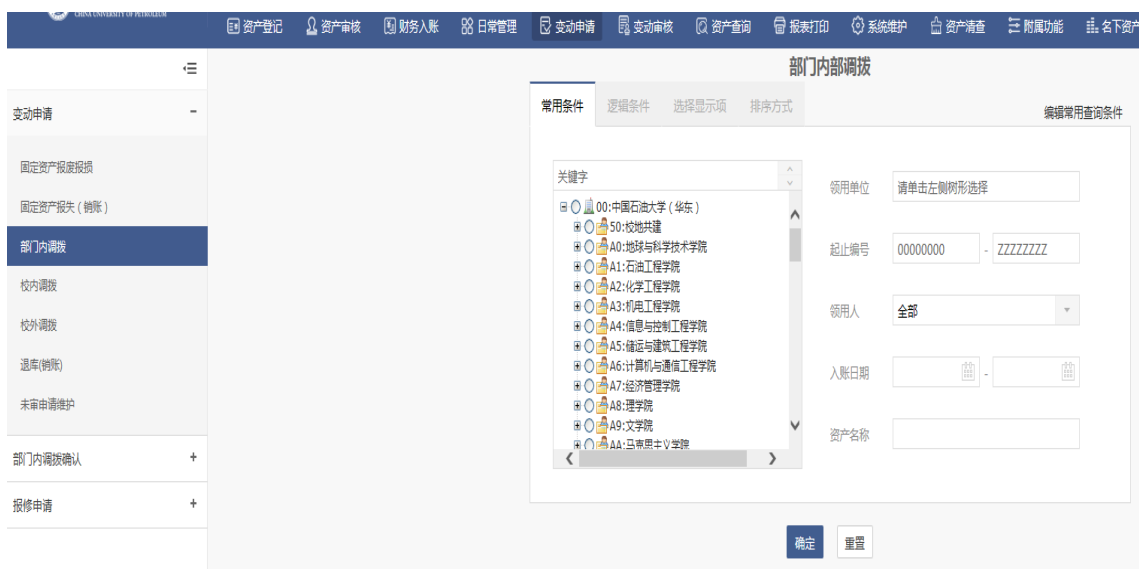 CHINA UNIVERSITY OF PETROLEUM
资产登记 资产审核 财务入账 日常管理 变动申请 变动审核 资产查询 报表打印 系统维护 资产清查 附属功能 名下资产
部门内部调拨
变动申请 -
固定资产报废报损
固定资产报失(销账)
部门内调拨
校内调拨
校外调拨
退库(销账)
未审申请维护
部门内调拨确认 +
报修申请 +
常用条件 逻辑条件 选择显示项 排序方式
编辑常用查询条件
关键字
00:中国石油大学(华东)
50:校地共建
A0:地球与科学技术学院
A1:石油工程学院
A2:化学工程学院
A3:机电工程学院
A4:信息与控制工程学院
A5:储运与建筑工程学院
A6:计算机与通信工程学院
A7:经济管理学院
A8:理学院
A9:文学院
AA:马克思主义学院
领用单位 请单击左侧树形选择
起止编号 00000000 - ZZZZZZZZ
领用人 全部
入账日期 -
资产名称
确定 重置